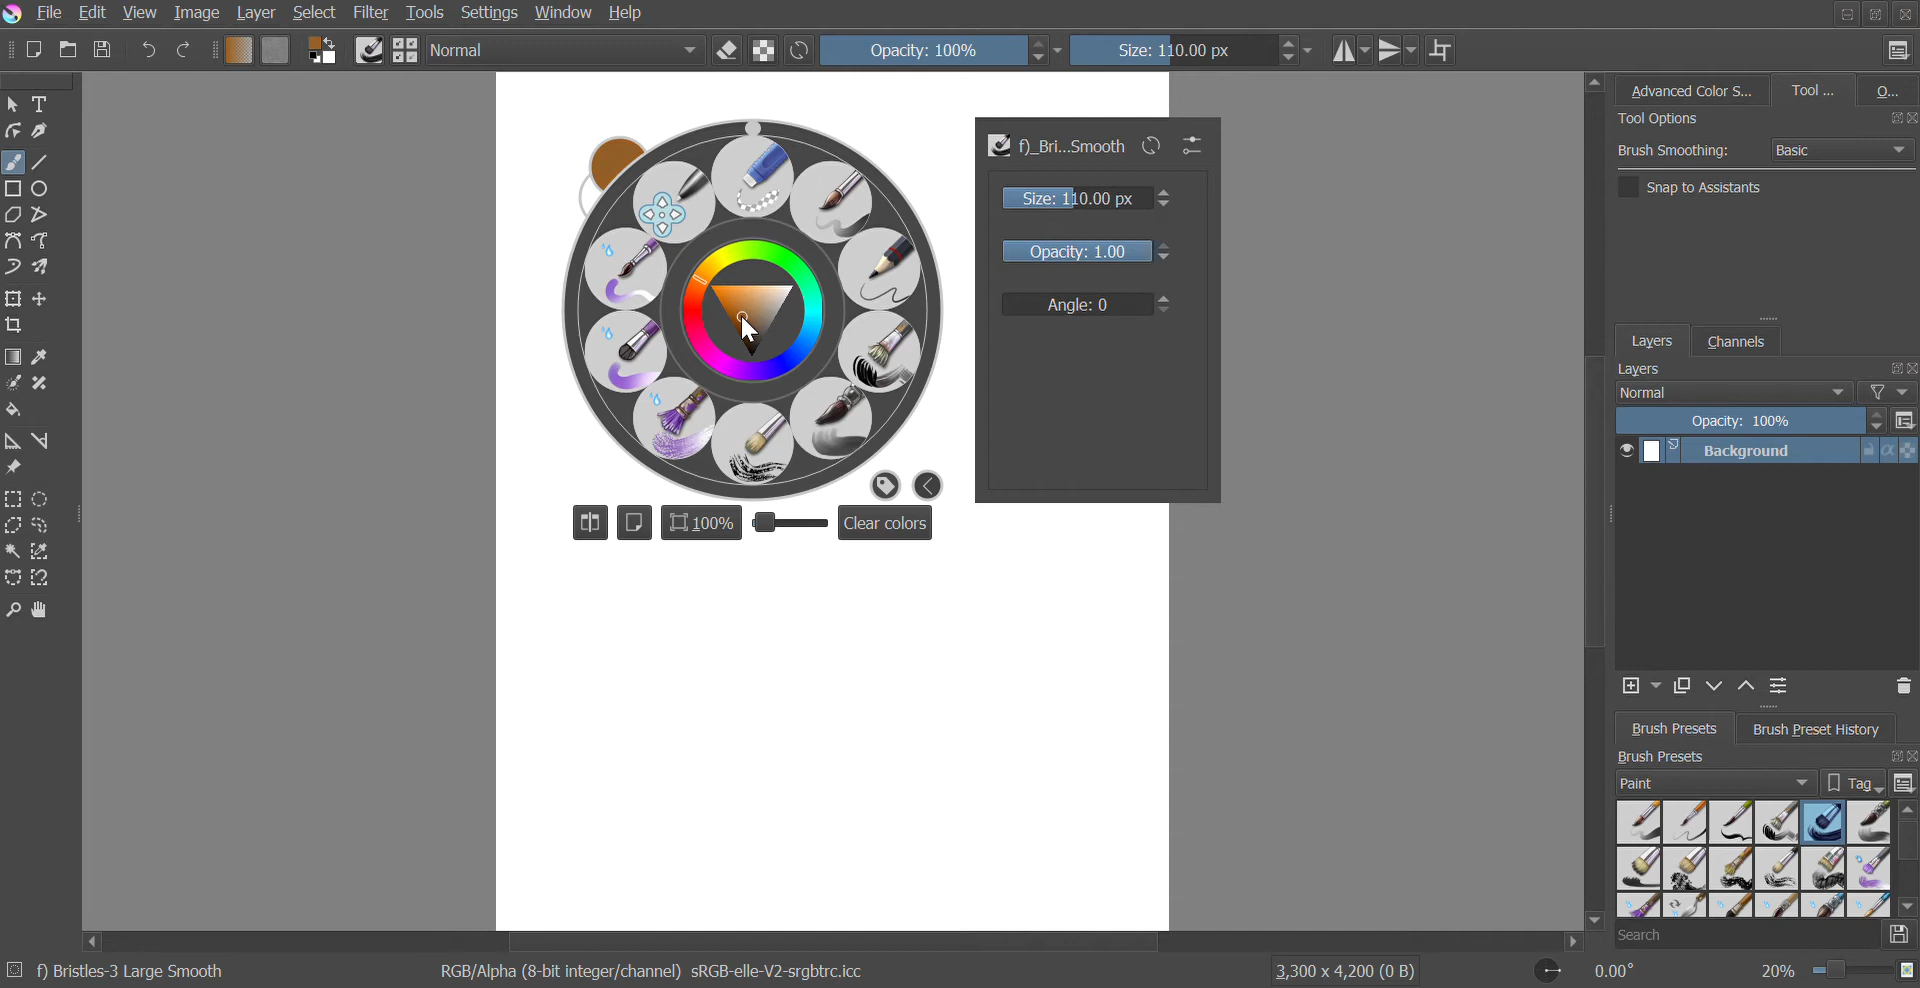 File Edit View Image Layer Select Filter Tools Settings Window Help
Normal Opacity: 100% Size: 110.00 px
Advanced Color S... Tool ... O...
Tool Options
Brush Smoothing: Basic
Snap to Assistants
f)_Bri...Smooth
Size: 110.00 px
Opacity: 1.00
Angle: 0
100% Clear colors
Layers Channels
Layers
Normal
Opacity: 100%
Background
Brush Presets Brush Preset History
Brush Presets
Paint Tag
Search
f) Bristles-3 Large Smooth RGB/Alpha (8-bit integer/channel) sRGB-elle-V2-srgbtrc.icc 3,300 x 4,200 (0 B) 0.00° 20%